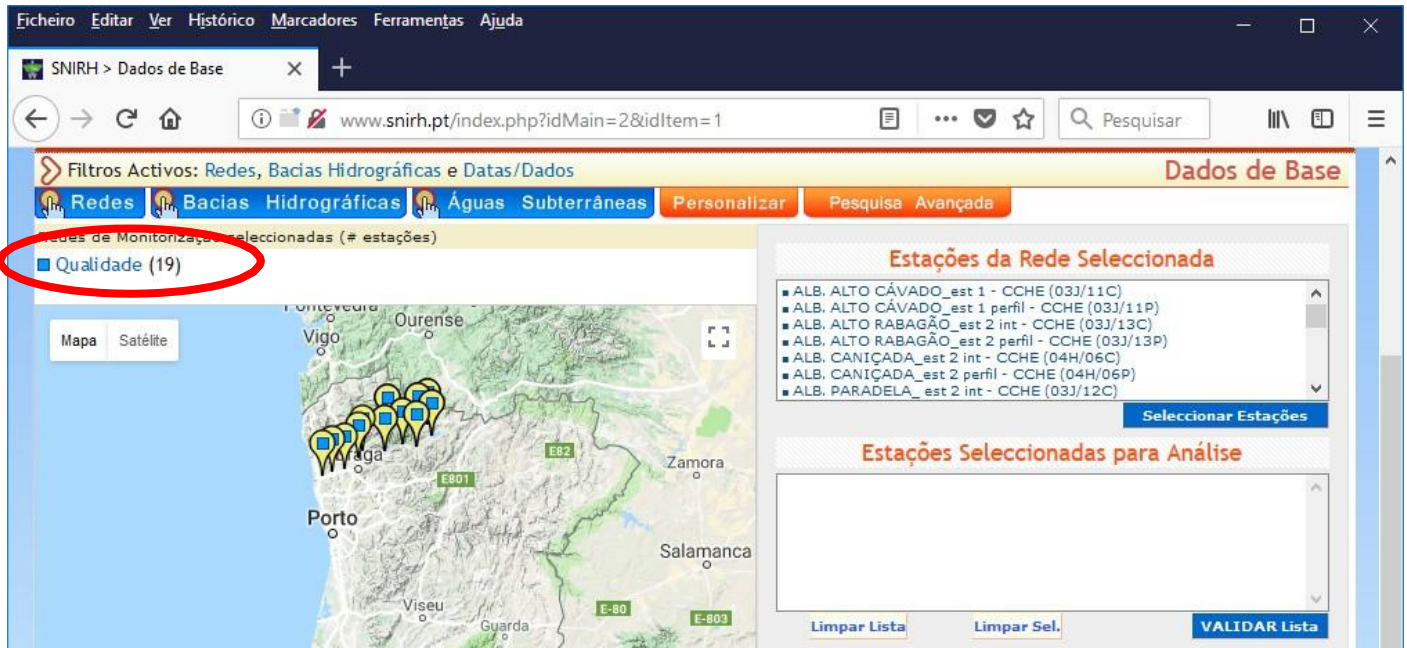 Ficheiro Editar Ver Histórico Marcadores Ferramentas Ajuda
SNIRH > Dados de Base
www.snirh.pt/index.php?idMain=2&idItem=1
Pesquisar
Filtros Activos: Redes, Bacias Hidrográficas e Datas/Dados
Dados de Base
Redes Bacias Hidrográficas Águas Subterrâneas Personalizar Pesquisa Avançada
Redes de Monitorização seleccionadas (# estações)
Qualidade (19)
Mapa Satélite
Pontevedra
Ourense
Vigo
Braga
E82
Zamora
E801
Porto
Salamanca
Viseu
E-80
E-803
Guarda
Estações da Rede Seleccionada
ALB. ALTO CÁVADO_est 1 - CCHE (03J/11C)
ALB. ALTO CÁVADO_est 1 perfil - CCHE (03J/11P)
ALB. ALTO RABAGÃO_est 2 int - CCHE (03J/13C)
ALB. ALTO RABAGÃO_est 2 perfil - CCHE (03J/13P)
ALB. CANIÇADA_est 2 int - CCHE (04H/06C)
ALB. CANIÇADA_est 2 perfil - CCHE (04H/06P)
ALB. PARADELA_ est 2 int - CCHE (03J/12C)
Seleccionar Estações
Estações Seleccionadas para Análise
Limpar Lista Limpar Sel. VALIDAR Lista